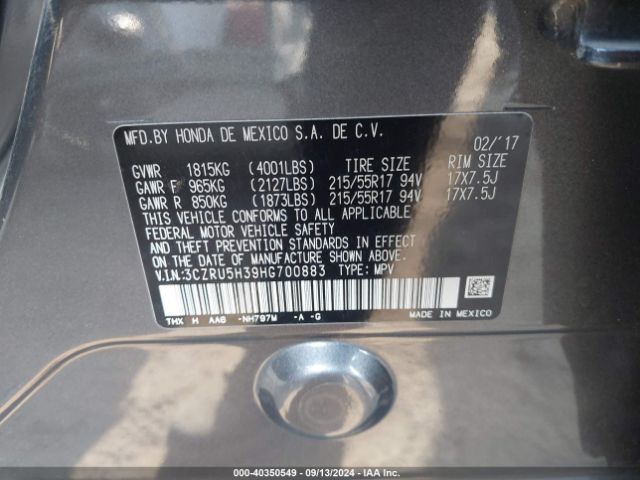 MFD.BY HONDA DE MEXICO S.A. DE C.V. 02/'17
GVWR 1815KG (4001LBS) TIRE SIZE RIM SIZE
GAWR F 965KG (2127LBS) 215/55R17 94V 17X7.5J
GAWR R 850KG (1873LBS) 215/55R17 94V 17X7.5J
THIS VEHICLE CONFORMS TO ALL APPLICABLE
FEDERAL MOTOR VEHICLE SAFETY
AND THEFT PREVENTION STANDARDS IN EFFECT
ON THE DATE OF MANUFACTURE SHOWN ABOVE.
V.I.N:3CZRU5H39HG700883 TYPE: MPV
THX H AA6 -NH797M -A -G MADE IN MEXICO
000-40350549 - 09/13/2024 - IAA Inc.